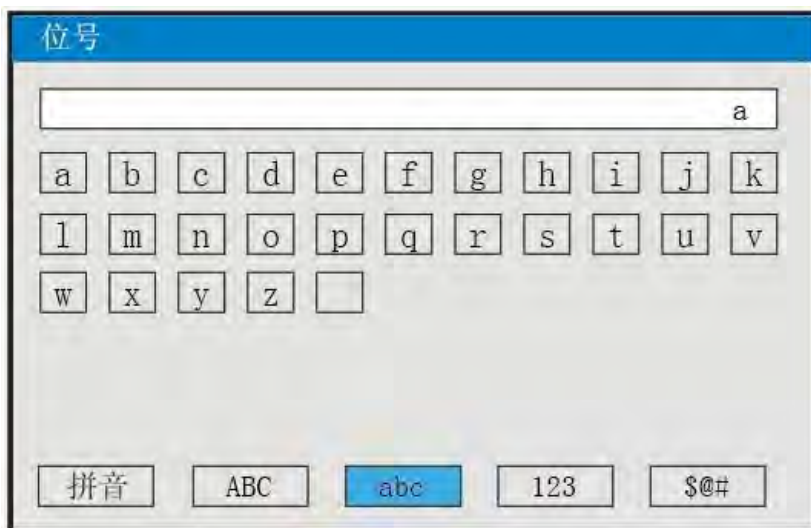 位号
a
a b c d e f g h i j k
l m n o p q r s t u v
w x y z
拼音 ABC abc 123 $@#